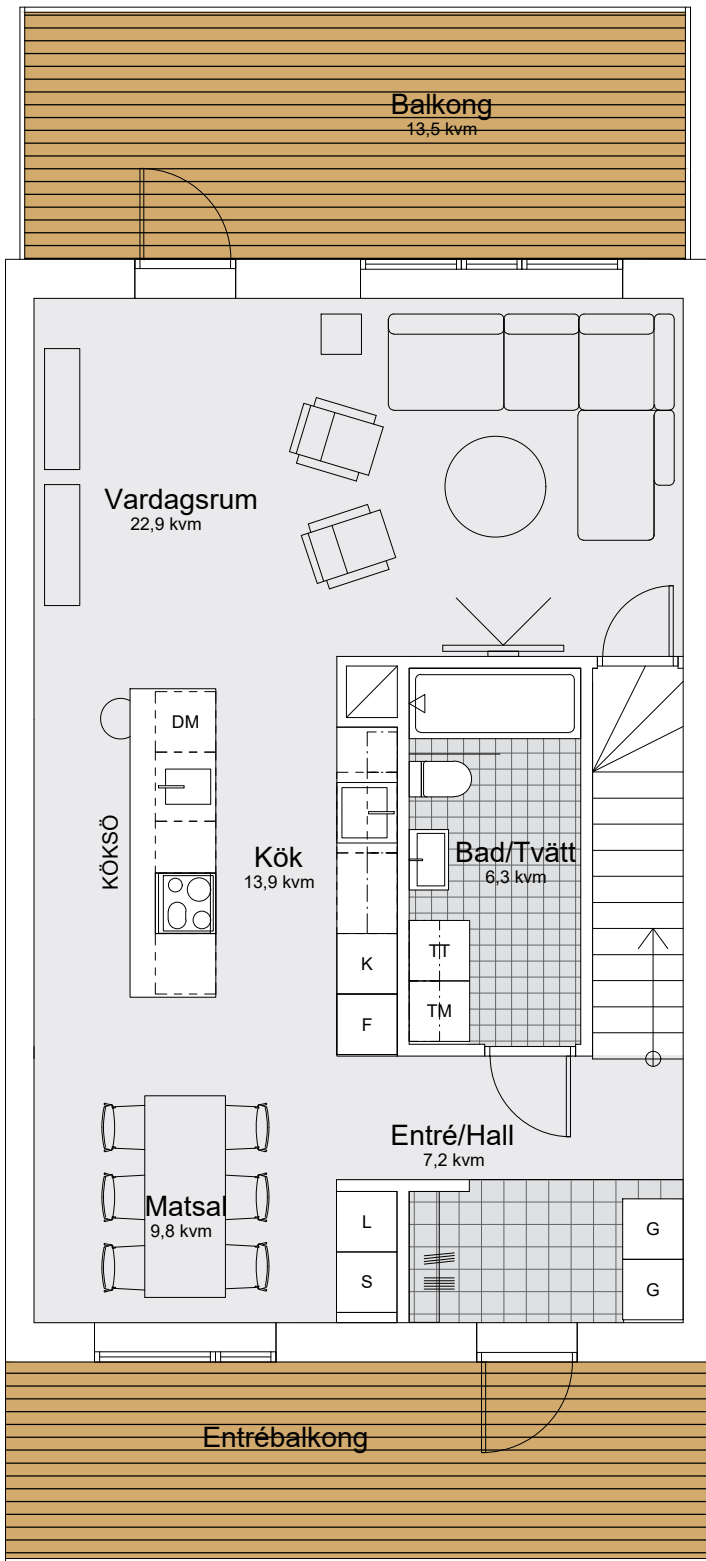 Balkong
13,5 kvm
Vardagsrum
22,9 kvm
DM
KÖKSÖ
Kök
13,9 kvm
Bad/Tvätt
6,3 kvm
TT
K
TM
F
Entré/Hall
7,2 kvm
Matsal
9,8 kvm
L
G
S
G
Entrébalkong